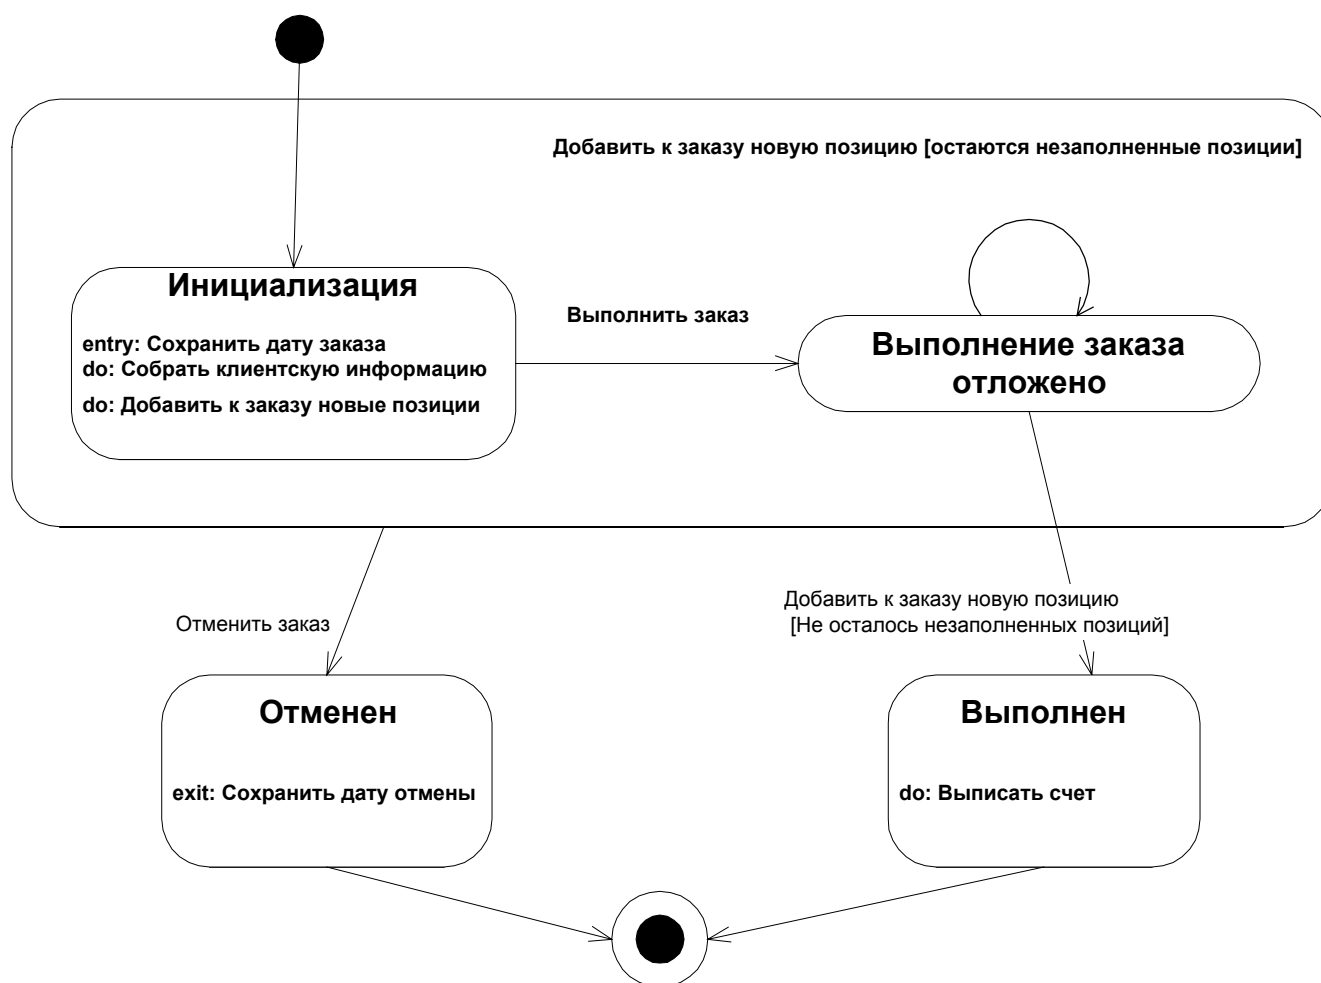 Добавить к заказу новую позицию [остаются незаполненные позиции]
Инициализация
entry: Сохранить дату заказа
do: Собрать клиентскую информацию
do: Добавить к заказу новые позиции
Выполнить заказ
Выполнение заказа
отложено
Отменить заказ
Добавить к заказу новую позицию
[Не осталось незаполненных позиций]
Отменен
exit: Сохранить дату отмены
Выполнен
do: Выписать счет